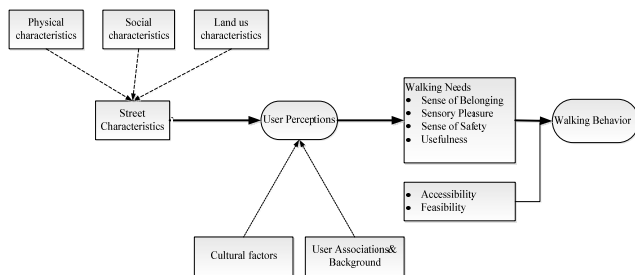 Physical
characteristics
Social
characteristics
Land us
characteristics
Street
Characteristics
User Perceptions
Walking Needs
• Sense of Belonging
• Sensory Pleasure
• Sense of Safety
• Usefulness
Walking Behavior
• Accessibility
• Feasibility
Cultural factors
User Associations&
Background